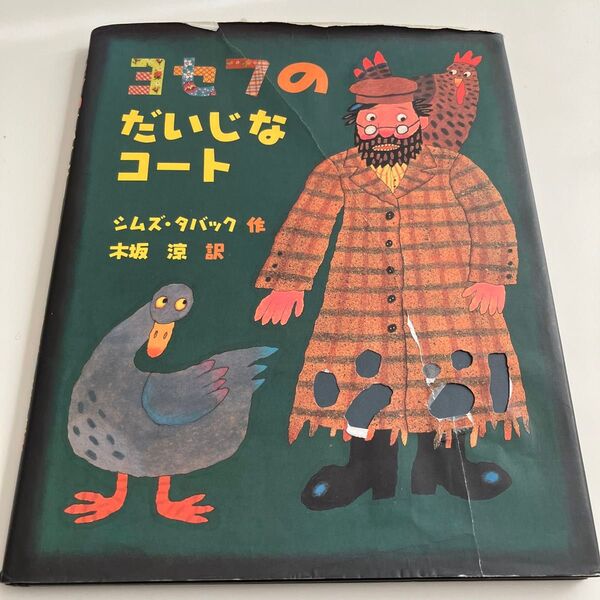 ヨセフの
だいじな
コート
シムズ・タバック 作
木坂 涼 訳